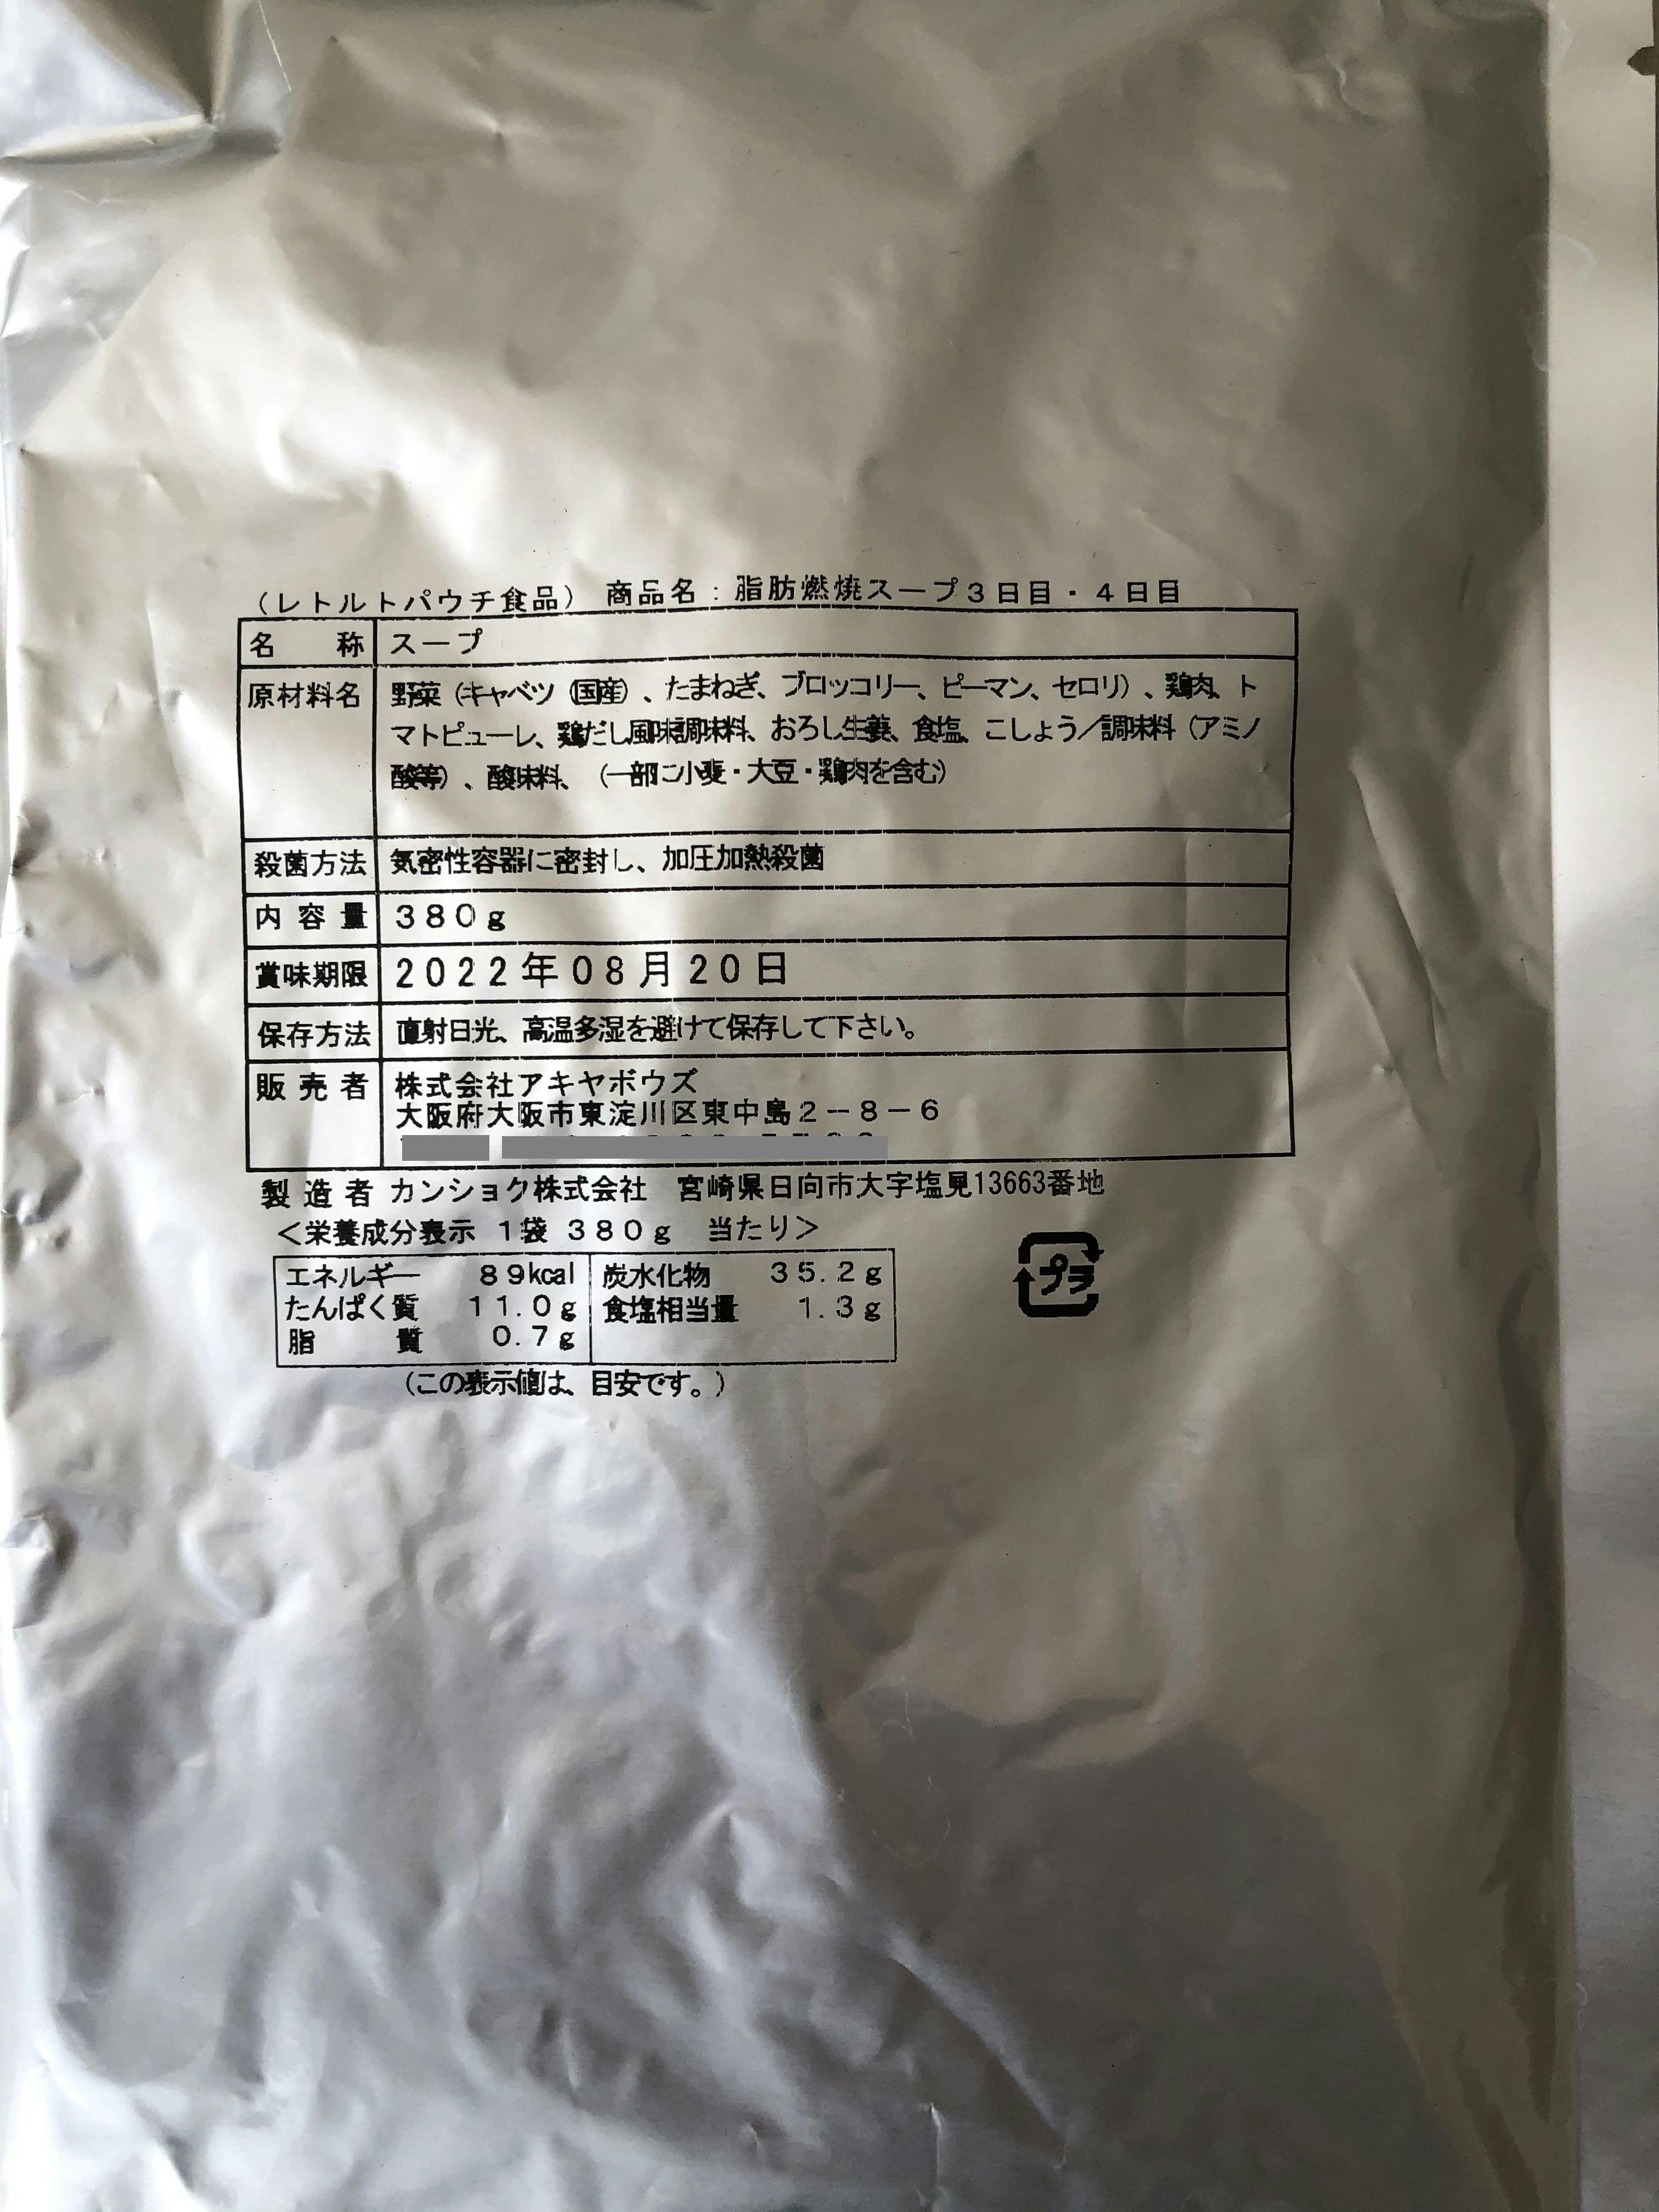 （レトルトパウチ食品） 商品名：脂肪燃焼スープ３日目・４日目
名　称 スープ
原材料名 野菜（キャベツ（国産）、たまねぎ、ブロッコリー、ピーマン、セロリ）、鶏肉、ト
マトピューレ、鶏だし風味調味料、おろし生姜、食塩、こしょう／調味料（アミノ
酸等）、酸味料、（一部に小麦・大豆・鶏肉を含む）
殺菌方法 気密性容器に密封し、加圧加熱殺菌
内容量 ３８０ｇ
賞味期限 2022年08月20日
保存方法 直射日光、高温多湿を避けて保存して下さい。
販売者 株式会社アキヤボウズ
大阪府大阪市東淀川区東中島２－８－６
製造者 カンショク株式会社　宮崎県日向市大字塩見13663番地
＜栄養成分表示 １袋 ３８０ｇ　当たり＞
エネルギー ８９kcal 炭水化物 ３５．２ｇ
たんぱく質 １１．０ｇ 食塩相当量 １．３ｇ
脂　質 ０．７ｇ
（この表示値は、目安です。）
プラ